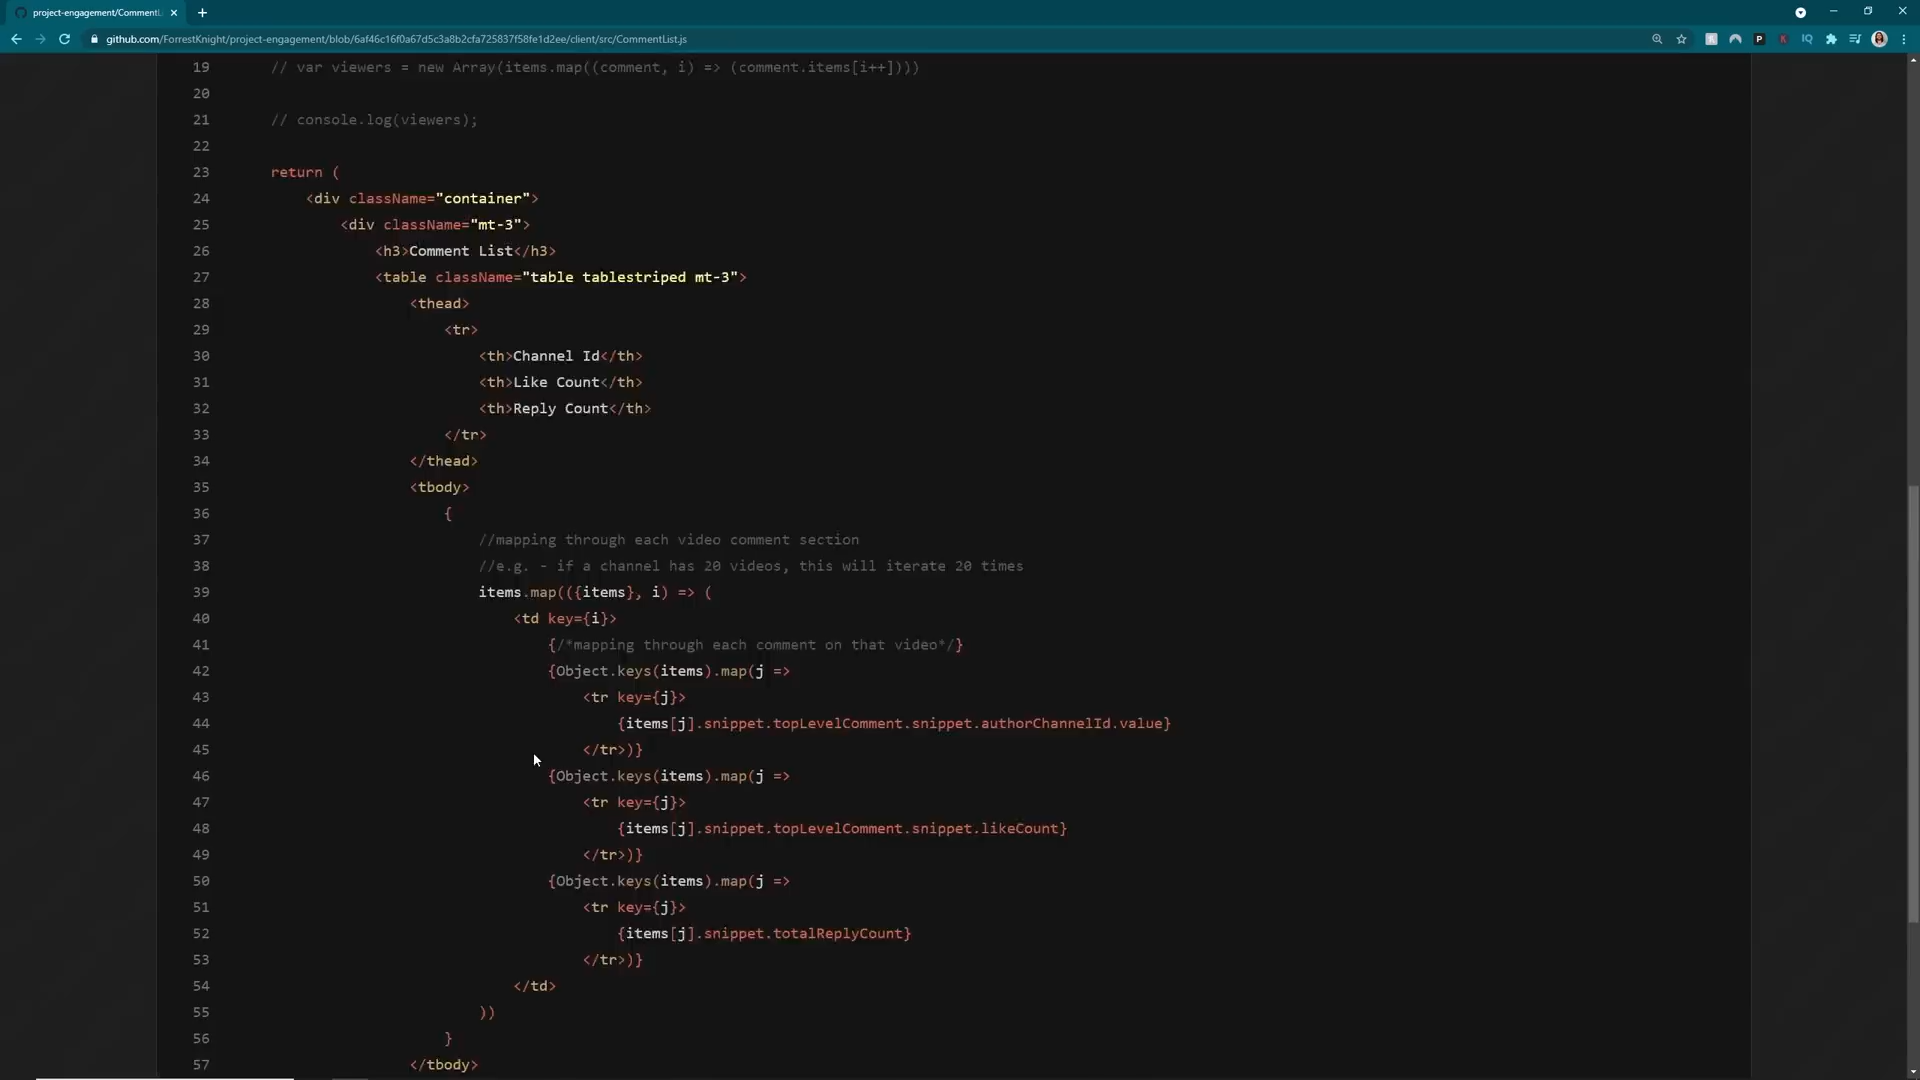 project-engagement/CommentL
github.com/ForrestKnight/project-engagement/blob/6af46c16f0a67d5c3a8b2cfa725837f58fe1d2ee/client/src/CommentList.js
19 // var viewers = new Array(items.map((comment, i) => (comment.items[i++])))
20
21 // console.log(viewers);
22
23 return (
24 <div className="container">
25 <div className="mt-3">
26 <h3>Comment List</h3>
27 <table className="table tablestriped mt-3">
28 <thead>
29 <tr>
30 <th>Channel Id</th>
31 <th>Like Count</th>
32 <th>Reply Count</th>
33 </tr>
34 </thead>
35 <tbody>
36 {
37 //mapping through each video comment section
38 //e.g. - if a channel has 20 videos, this will iterate 20 times
39 items.map(({items}, i) => (
40 <td key={i}>
41 {/*mapping through each comment on that video*/}
42 {Object.keys(items).map(j =>
43 <tr key={j}>
44 {items[j].snippet.topLevelComment.snippet.authorChannelId.value}
45 </tr>)}
46 {Object.keys(items).map(j =>
47 <tr key={j}>
48 {items[j].snippet.topLevelComment.snippet.likeCount}
49 </tr>)}
50 {Object.keys(items).map(j =>
51 <tr key={j}>
52 {items[j].snippet.totalReplyCount}
53 </tr>)}
54 </td>
55 ))
56 }
57 </tbody>